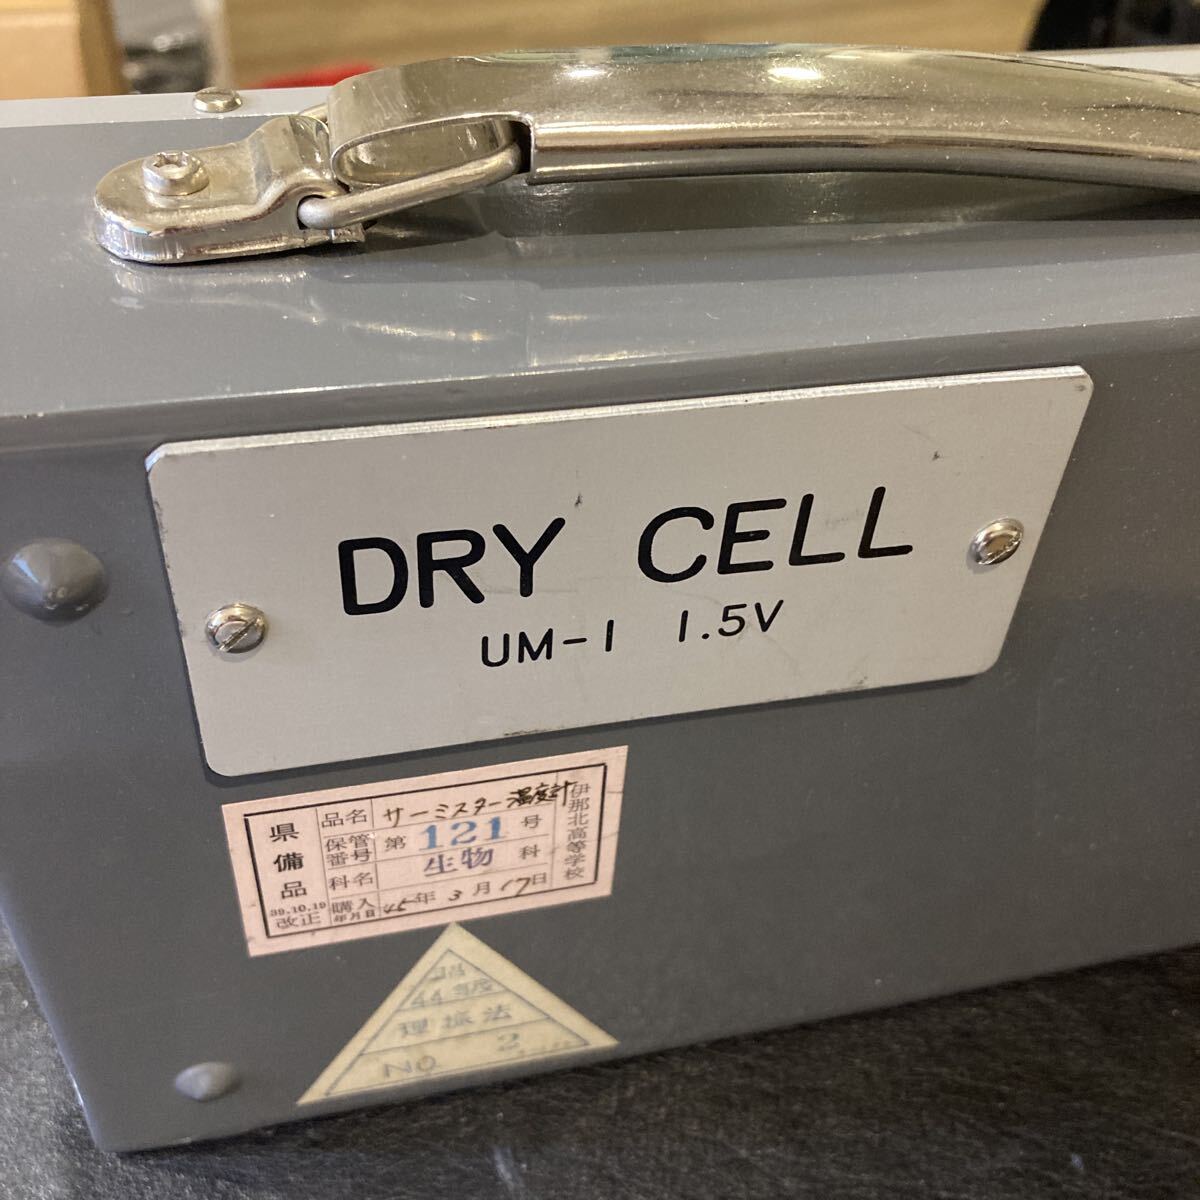 DRY CELL
UM-1 1.5V
県備品
39.10.19
改正
品名 サーミスター温度計
保管番号 第121号
科名 生物科
購入年月日 45年3月17日
伊那北高等学校
44年度
理振法
NO. 2